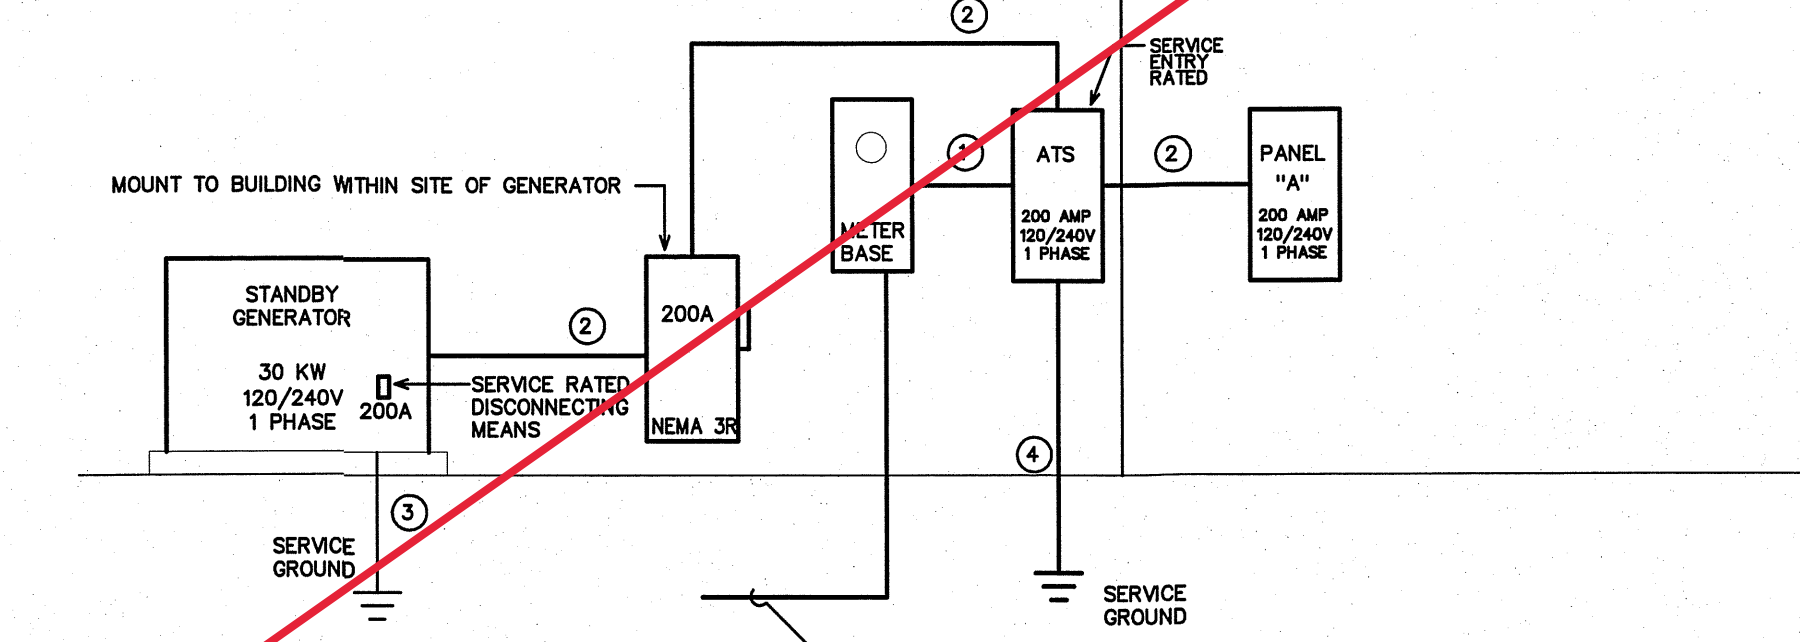 2
SERVICE
ENTRY
RATED
1
ATS
2
PANEL
"A"
MOUNT TO BUILDING WITHIN SITE OF GENERATOR
200 AMP
120/240V
1 PHASE
200 AMP
120/240V
1 PHASE
METER
BASE
STANDBY
GENERATOR
2
200A
30 KW
120/240V
1 PHASE
200A
SERVICE RATED
DISCONNECTING
MEANS
NEMA 3R
4
3
SERVICE
GROUND
SERVICE
GROUND